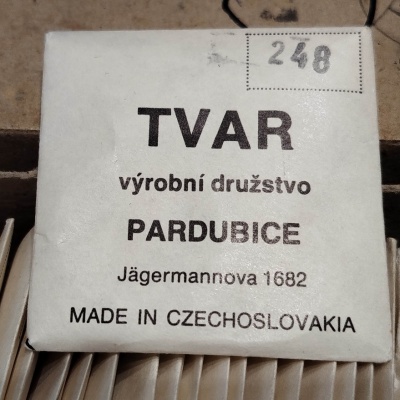 248
TVAR
výrobní družstvo
PARDUBICE
Jägermannova 1682
MADE IN CZECHOSLOVAKIA